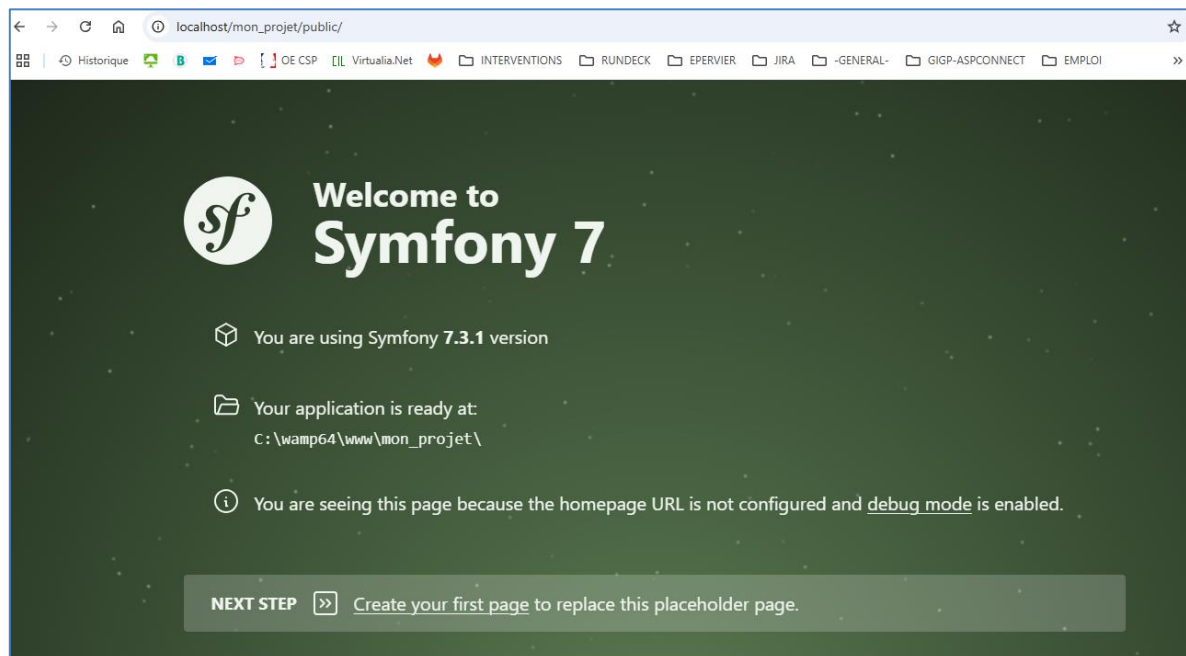 localhost/mon_projet/public/
Historique B OE CSP Virtualia.Net INTERVENTIONS RUNDECK EPERVIER JIRA -GENERAL- GIGP-ASPCONNECT EMPLOI »
sf
Welcome to
Symfony 7
You are using Symfony 7.3.1 version
Your application is ready at:
C:\wamp64\www\mon_projet\
You are seeing this page because the homepage URL is not configured and debug mode is enabled.
NEXT STEP Create your first page to replace this placeholder page.